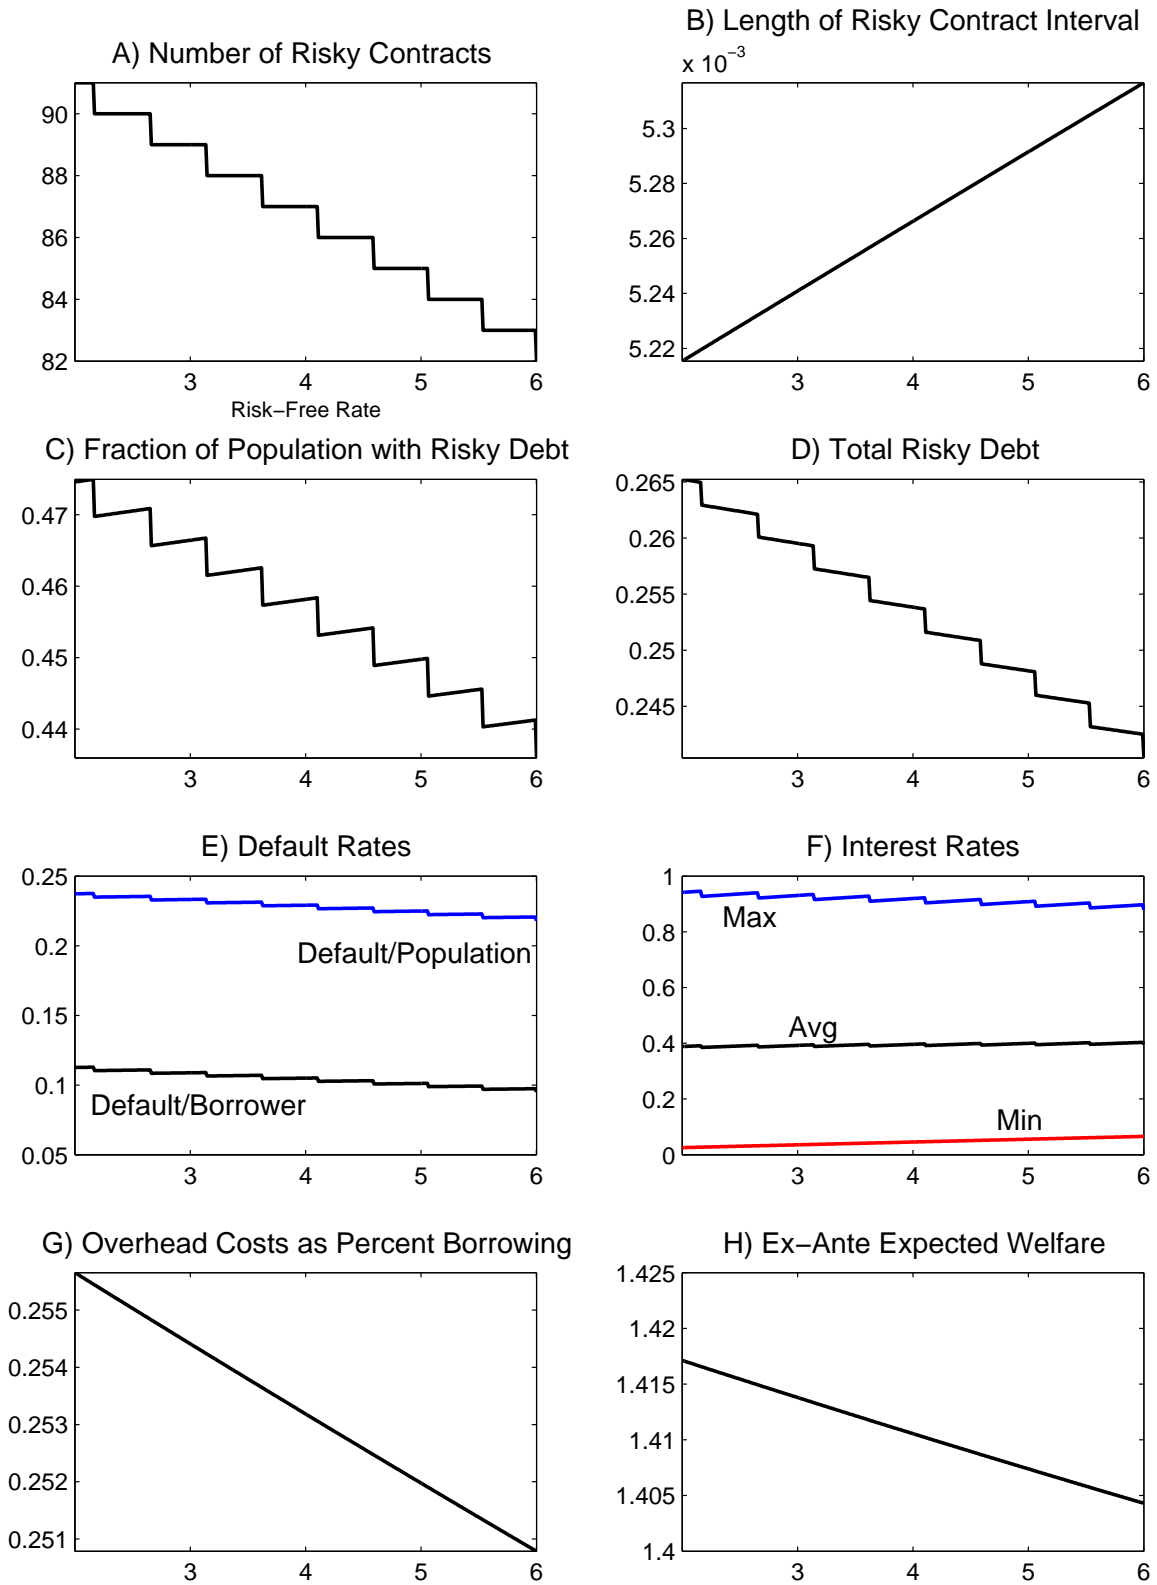 A) Number of Risky Contracts
90
88
86
84
82
3 4 5 6
Risk−Free Rate
B) Length of Risky Contract Interval
x 10−3
5.3
5.28
5.26
5.24
5.22
3 4 5 6
C) Fraction of Population with Risky Debt
0.47
0.46
0.45
0.44
3 4 5 6
D) Total Risky Debt
0.265
0.26
0.255
0.25
0.245
3 4 5 6
E) Default Rates
0.25
0.2
0.15
0.1
0.05
Default/Population
Default/Borrower
3 4 5 6
F) Interest Rates
1
0.8
0.6
0.4
0.2
0
Max
Avg
Min
3 4 5 6
G) Overhead Costs as Percent Borrowing
0.255
0.254
0.253
0.252
0.251
3 4 5 6
H) Ex−Ante Expected Welfare
1.425
1.42
1.415
1.41
1.405
1.4
3 4 5 6